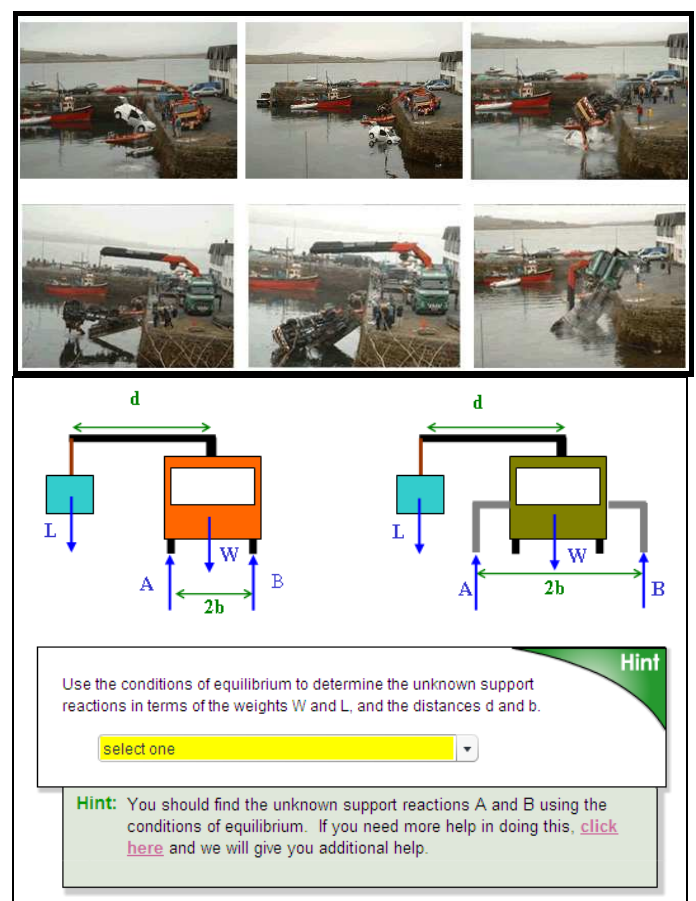 d
d
L
W
A
B
2b
L
W
A
B
2b
Hint
Use the conditions of equilibrium to determine the unknown support
reactions in terms of the weights W and L, and the distances d and b.
select one
Hint: You should find the unknown support reactions A and B using the
conditions of equilibrium. If you need more help in doing this, click
here and we will give you additional help.